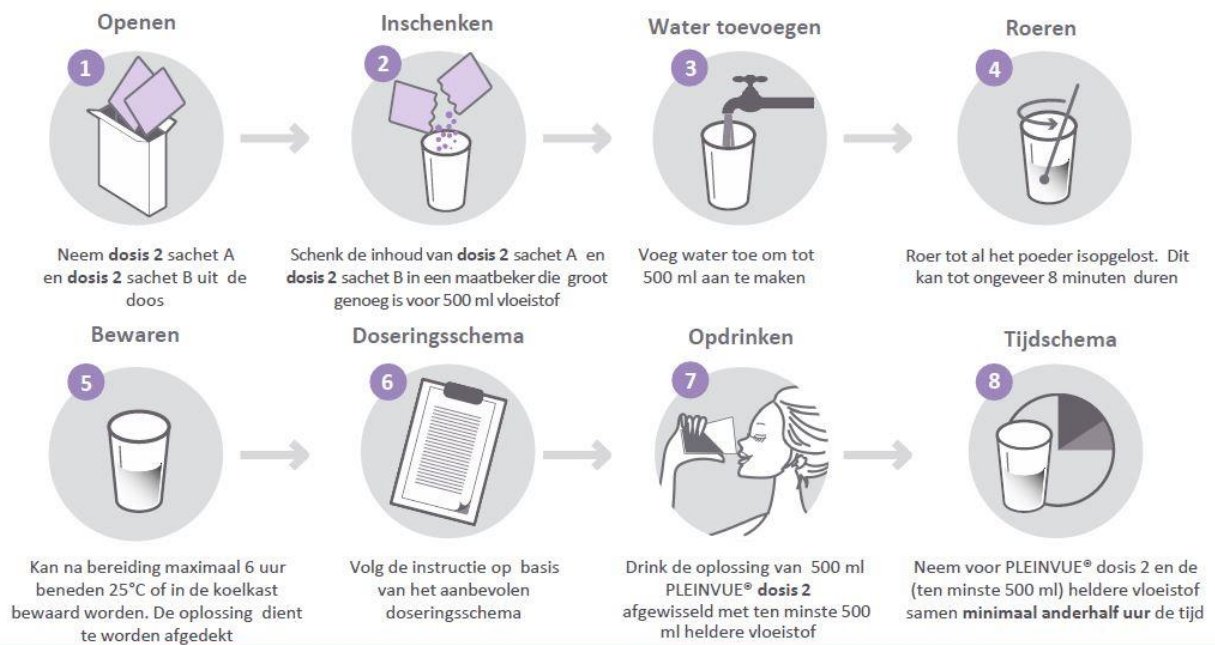 Openen
1
Neem dosis 2 sachet A
en dosis 2 sachet B uit de
doos
Inschenken
2
Schenk de inhoud van dosis 2 sachet A en
dosis 2 sachet B in een maatbeker die groot
genoeg is voor 500 ml vloeistof
Water toevoegen
3
Voeg water toe om tot
500 ml aan te maken
Roeren
4
Roer tot al het poeder isopgelost. Dit
kan tot ongeveer 8 minuten duren
Bewaren
5
Kan na bereiding maximaal 6 uur
beneden 25°C of in de koelkast
bewaard worden. De oplossing dient
te worden afgedekt
Doseringsschema
6
Volg de instructie op basis
van het aanbevolen
doseringsschema
Opdrinken
7
Drink de oplossing van 500 ml
PLEINVUE® dosis 2
afgewisseld met ten minste 500
ml heldere vloeistof
Tijdschema
8
Neem voor PLEINVUE® dosis 2 en de
(ten minste 500 ml) heldere vloeistof
samen minimaal anderhalf uur de tijd